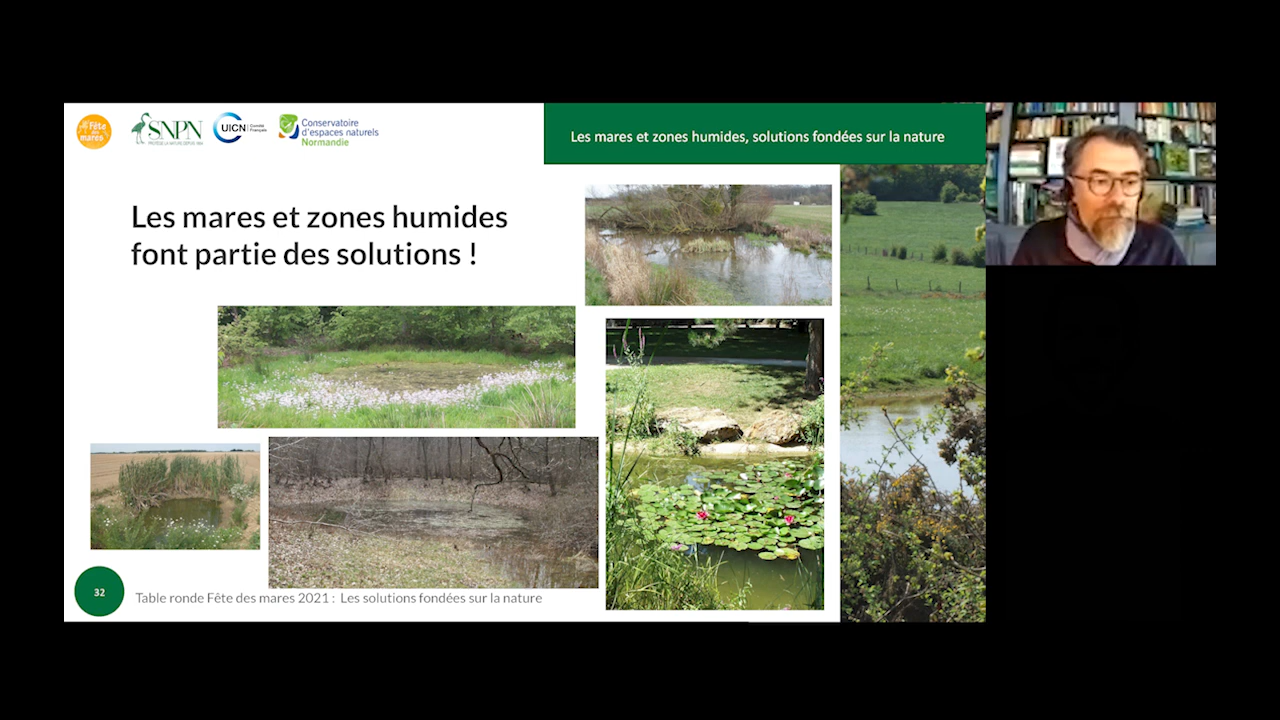 Fête
des
mares
SNPN
PROTÉGE LA NATURE DEPUIS 1854
UICN
Comité
Français
Conservatoire
d'espaces naturels
Normandie
Les mares et zones humides, solutions fondées sur la nature
Les mares et zones humides
font partie des solutions !
32
Table ronde Fête des mares 2021 : Les solutions fondées sur la nature